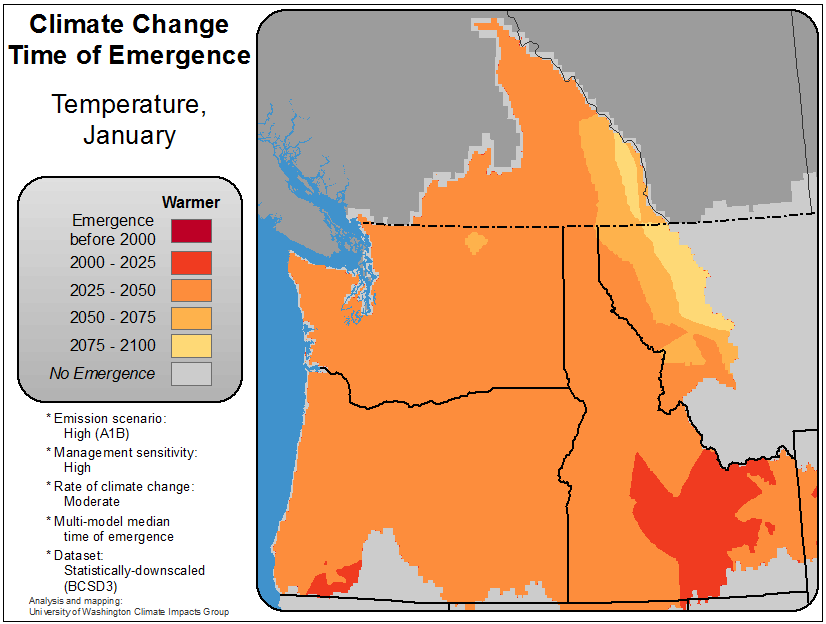 Climate Change
Time of Emergence
Temperature,
January
Warmer
Emergence
before 2000
2000 - 2025
2025 - 2050
2050 - 2075
2075 - 2100
No Emergence
* Emission scenario:
High (A1B)
* Management sensitivity:
High
* Rate of climate change:
Moderate
* Multi-model median
time of emergence
* Dataset:
Statistically-downscaled
(BCSD3)
Analysis and mapping:
University of Washington Climate Impacts Group